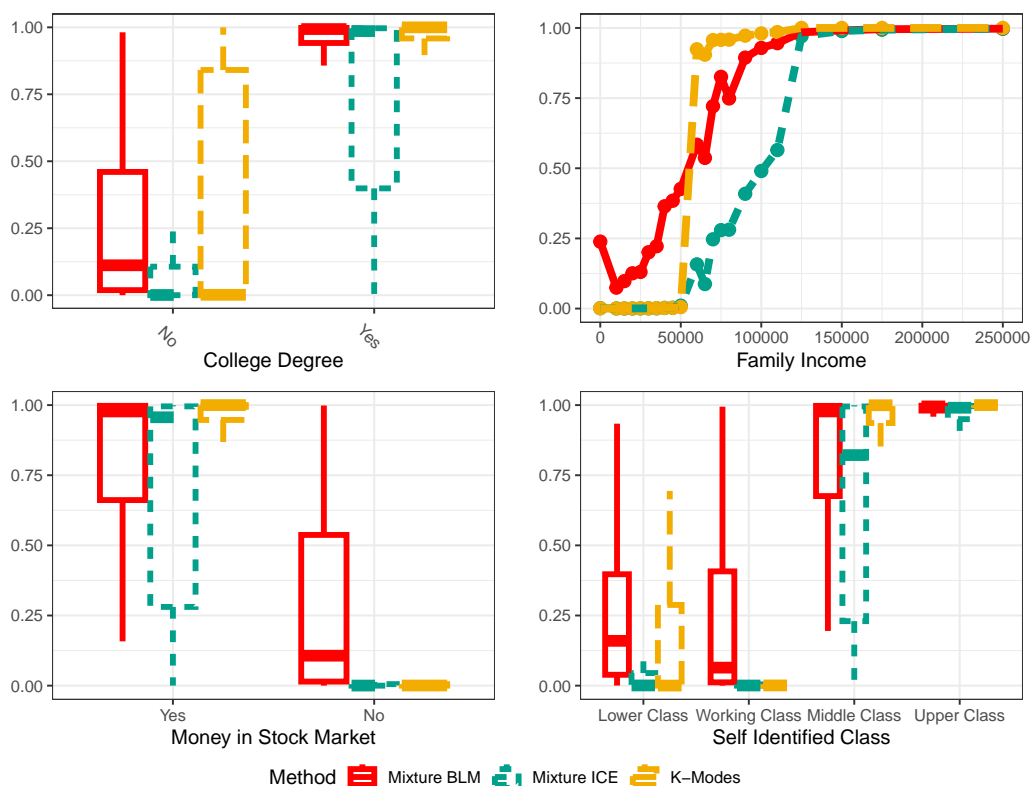 1.00
0.75
0.50
0.25
0.00
No
Yes
College Degree
1.00
0.75
0.50
0.25
0.00
0
50000
100000
150000
200000
250000
Family Income
1.00
0.75
0.50
0.25
0.00
Yes
No
Money in Stock Market
1.00
0.75
0.50
0.25
0.00
Lower Class
Working Class
Middle Class
Upper Class
Self Identified Class
Method
Mixture BLM
Mixture ICE
K−Modes